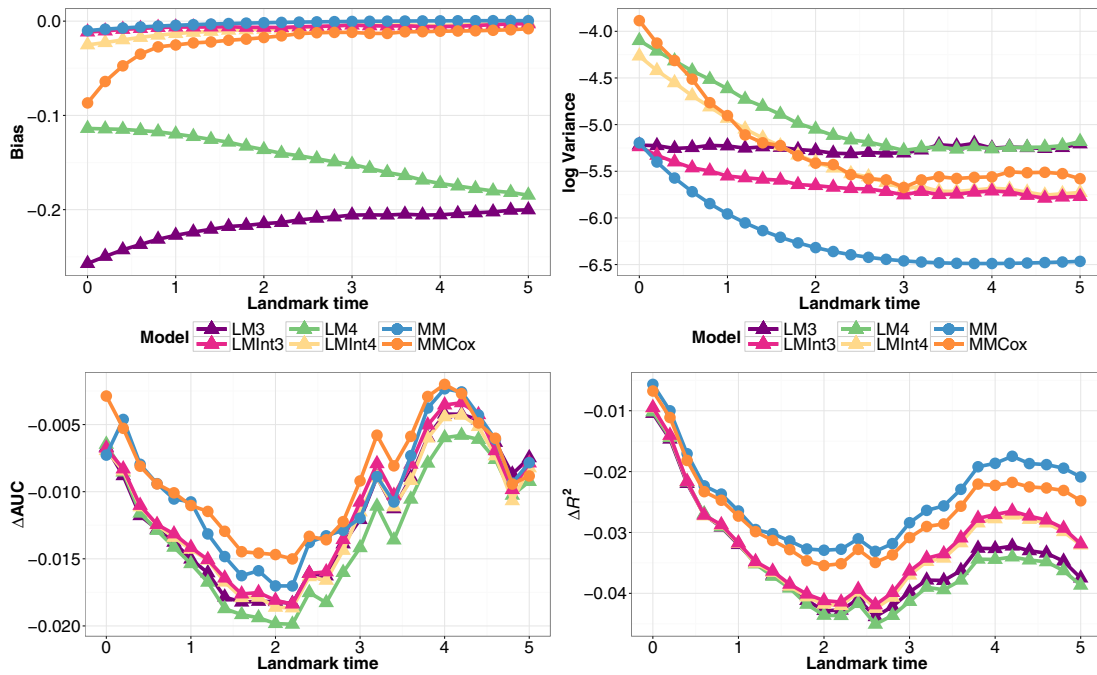 0.0
−0.1
−0.2
Bias
0 1 2 3 4 5
Landmark time
−4.0
−4.5
−5.0
−5.5
−6.0
−6.5
log Variance
0 1 2 3 4 5
Landmark time
Model LM3 LM4 MM
LMInt3 LMInt4 MMCox
Model LM3 LM4 MM
LMInt3 LMInt4 MMCox
−0.005
−0.010
−0.015
−0.020
ΔAUC
0 1 2 3 4 5
Landmark time
−0.01
−0.02
−0.03
−0.04
ΔR²
0 1 2 3 4 5
Landmark time